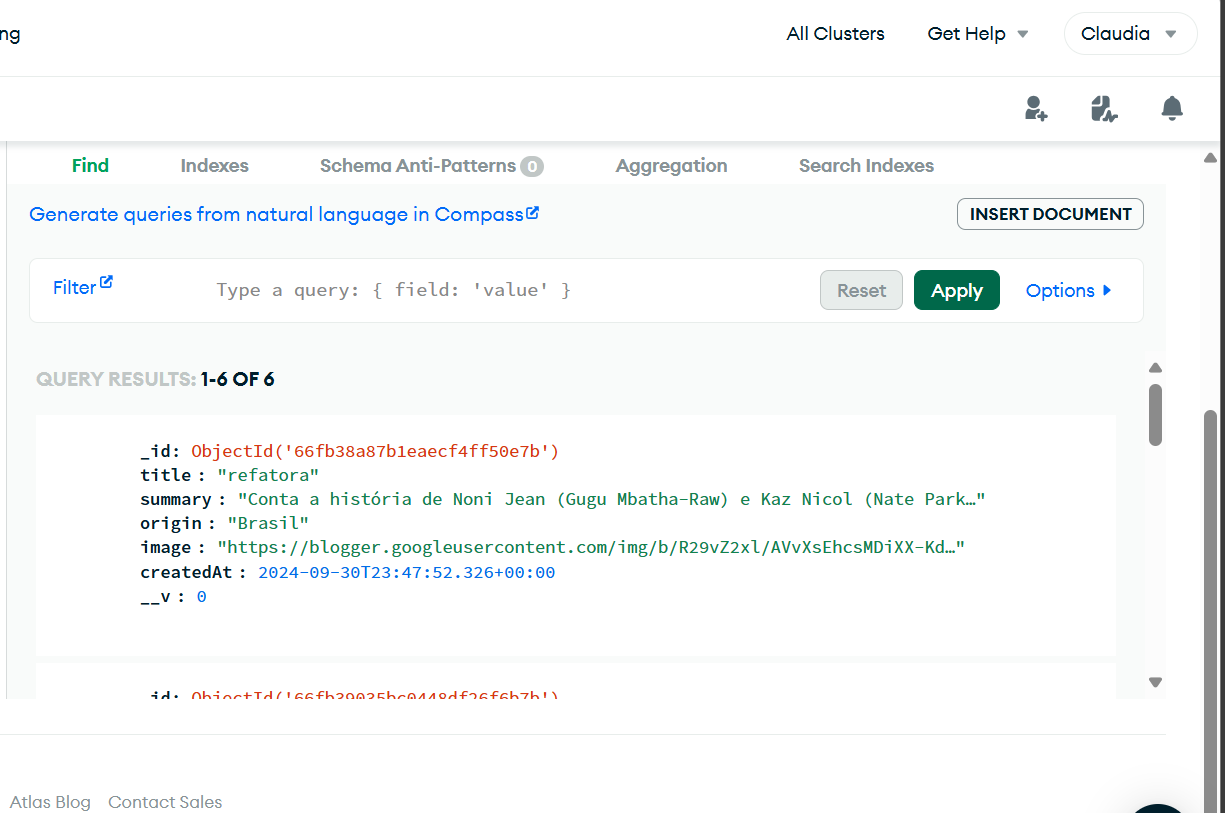 ng
All Clusters Get Help Claudia
Find Indexes Schema Anti-Patterns 0 Aggregation Search Indexes
Generate queries from natural language in Compass
INSERT DOCUMENT
Filter Type a query: { field: 'value' } Reset Apply Options
QUERY RESULTS: 1-6 OF 6
_id: ObjectId('66fb38a87b1eaecf4ff50e7b')
title : "refatora"
summary : "Conta a história de Noni Jean (Gugu Mbatha-Raw) e Kaz Nicol (Nate Park…"
origin : "Brasil"
image : "https://blogger.googleusercontent.com/img/b/R29vZ2xl/AVvXsEhcsMDiXX-Kd…"
createdAt : 2024-09-30T23:47:52.326+00:00
__v : 0
_id: ObjectId('66fb39035bc0448df26f6b7b')
Atlas Blog Contact Sales